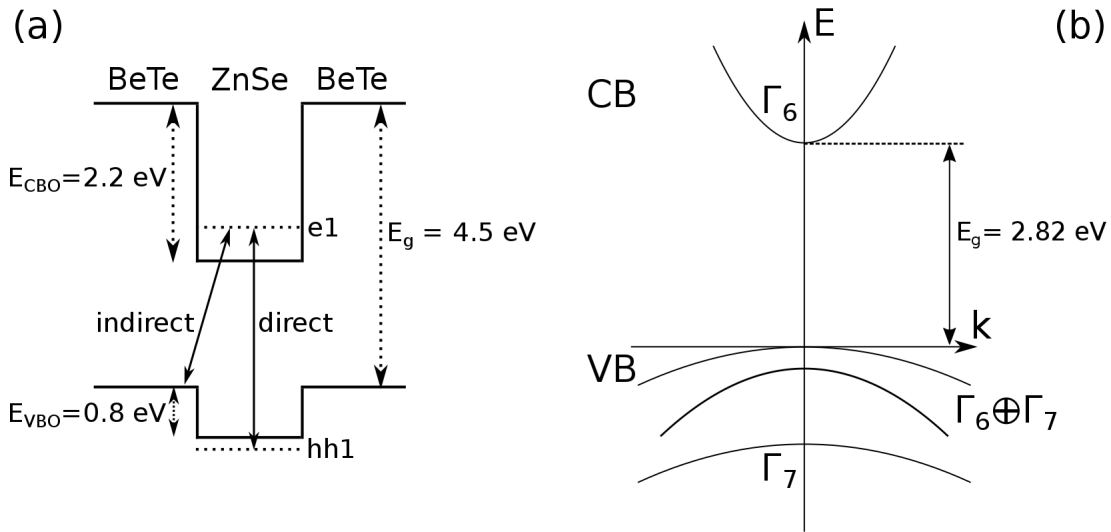 (a)
BeTe ZnSe BeTe
E_CBO=2.2 eV
e1
E_g = 4.5 eV
indirect
direct
E_VBO=0.8 eV
hh1
(b)
E
CB
Γ₆
E_g= 2.82 eV
k
VB
Γ₆⊕Γ₇
Γ₇